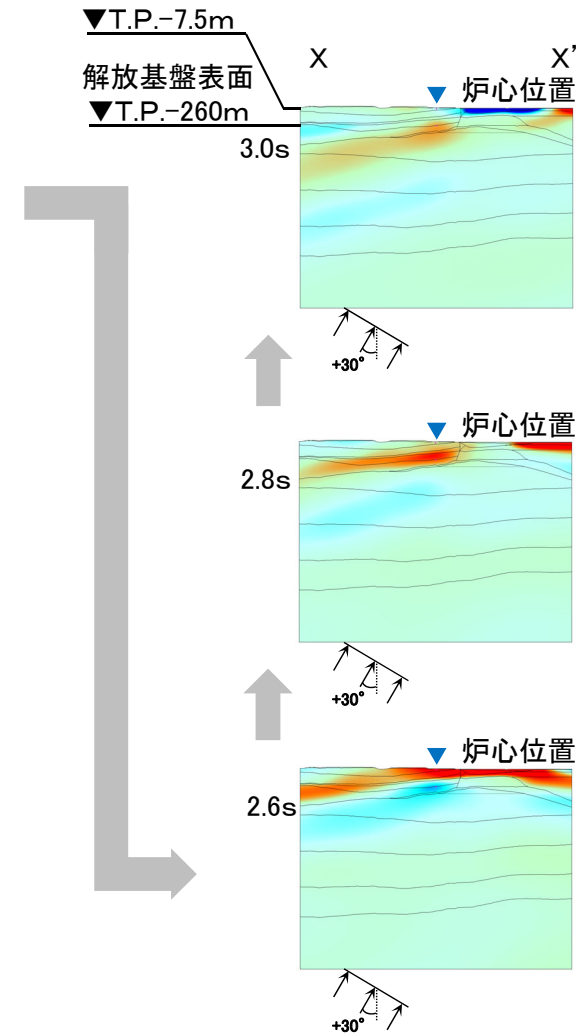 ▼T.P.-7.5m
X X’
解放基盤表面
▼ 炉心位置
▼T.P.-260m
3.0s
+30°
▼ 炉心位置
2.8s
+30°
▼ 炉心位置
2.6s
+30°